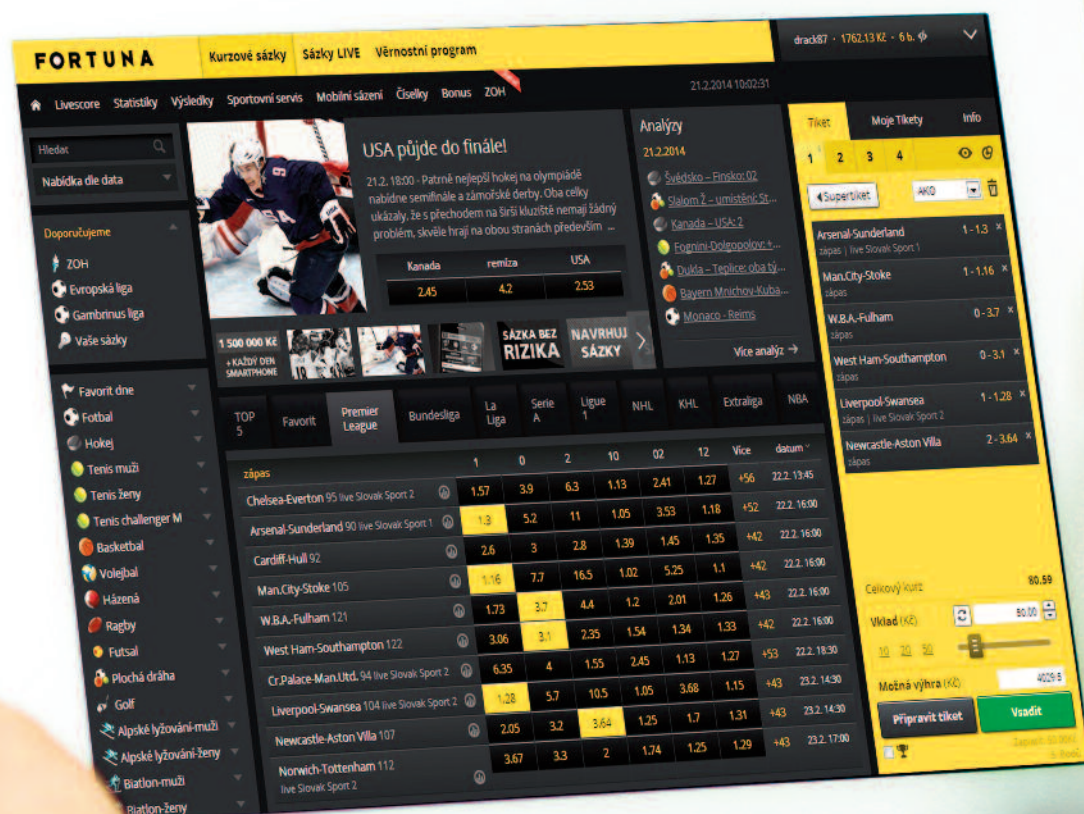 FORTUNA
Kurzové sázky Sázky LIVE Věrnostní program
drack87 · 1762.13 Kč · 6 b.
Livescore Statistiky Výsledky Sportovní servis Mobilní sázení Číselky Bonus ZOH
21.2.2014 10:02:31
Hledat
Nabídka dle data
Doporučujeme
ZOH
Evropská liga
Gambrinus liga
Vaše sázky
Favorit dne
Fotbal
Hokej
Tenis muži
Tenis ženy
Tenis challenger M
Basketbal
Volejbal
Házená
Ragby
Futsal
Plochá dráha
Golf
Alpské lyžování-muži
Alpské lyžování-ženy
Biatlon-muži
Biatlon-ženy
USA půjde do finále!
21.2. 18:00 - Patrně nejlepší hokej na olympiádě
nabídne semifinále a zámořské derby. Oba celky
ukázaly, že s přechodem na širší kluziště nemají žádný
problém, skvěle hrají na obou stranách především ...
Kanada remíza USA
2.45 4.2 2.53
Analýzy
21.2.2014
Švédsko – Finsko: 02
Slalom Ž – umístění: St...
Kanada – USA: 2
Fognini-Dolgopolov: +...
Dukla – Teplice: oba tý...
Bayern Mnichov-Kuba...
Monaco - Reims
Více analýz →
1 500 000 Kč
+ KAŽDÝ DEN
SMARTPHONE
SÁZKA BEZ
RIZIKA
NAVRHUJ
SÁZKY
TOP 5 Favorit Premier League Bundesliga La Liga Serie A Ligue 1 NHL KHL Extraliga NBA
zápas 1 0 2 10 02 12 Více datum
Chelsea-Everton 95 live Slovak Sport 2 1.57 3.9 6.3 1.13 2.41 1.27 +56 22.2. 13:45
Arsenal-Sunderland 90 live Slovak Sport 1 1.3 5.2 11 1.05 3.53 1.18 +52 22.2. 16:00
Cardiff-Hull 92 2.6 3 2.8 1.39 1.45 1.35 +42 22.2. 16:00
Man.City-Stoke 105 1.16 7.7 16.5 1.02 5.25 1.1 +42 22.2. 16:00
W.B.A.-Fulham 121 1.73 3.7 4.4 1.2 2.01 1.26 +43 22.2. 16:00
West Ham-Southampton 122 3.06 3.1 2.35 1.54 1.34 1.33 +42 22.2. 16:00
Cr.Palace-Man.Utd. 94 live Slovak Sport 2 6.35 4 1.55 2.45 1.13 1.27 +53 22.2. 18:30
Liverpool-Swansea 104 live Slovak Sport 2 1.28 5.7 10.5 1.05 3.68 1.15 +43 23.2. 14:30
Newcastle-Aston Villa 107 2.05 3.2 3.64 1.25 1.7 1.31 +43 23.2. 14:30
Norwich-Tottenham 112 3.67 3.3 2 1.74 1.25 1.29 +43 23.2. 17:00
live Slovak Sport 2
Tiket Moje Tikety Info
1 2 3 4
Supertiket AKO
Arsenal-Sunderland 1 - 1.3 ×
zápas | live Slovak Sport 1
Man.City-Stoke 1 - 1.16 ×
zápas
W.B.A.-Fulham 0 - 3.7 ×
zápas
West Ham-Southampton 0 - 3.1 ×
zápas
Liverpool-Swansea 1 - 1.28 ×
zápas | live Slovak Sport 2
Newcastle-Aston Villa 2 - 3.64 ×
zápas
Celkový kurz 80.59
Vklad (Kč) 50.00
10 20 50
Možná výhra (Kč) 4029.5
Připravit tiket Vsadit